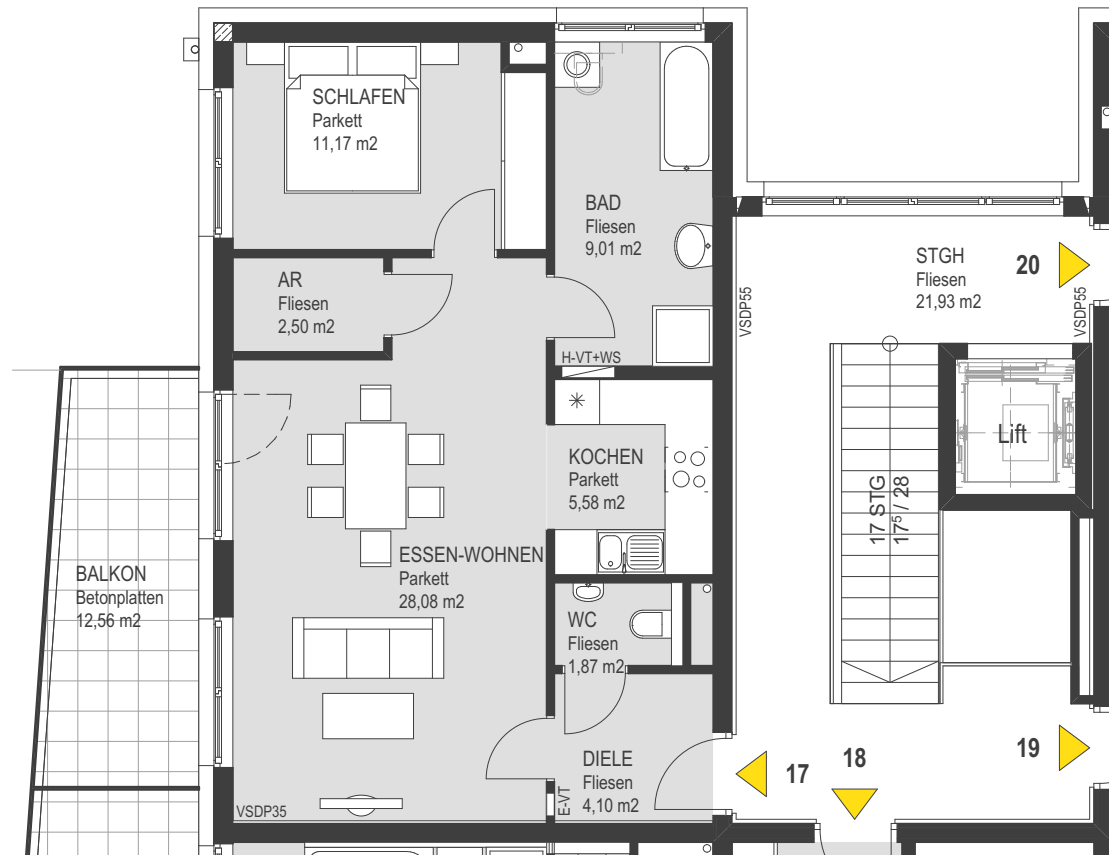 SCHLAFEN
Parkett
11,17 m2
BAD
Fliesen
9,01 m2
STGH
Fliesen
21,93 m2
20
AR
Fliesen
2,50 m2
VSDP55
VSDP55
H-VT+WS
KOCHEN
Parkett
5,58 m2
Lift
17 STG
17⁵ / 28
ESSEN-WOHNEN
Parkett
28,08 m2
BALKON
Betonplatten
12,56 m2
WC
Fliesen
1,87 m2
DIELE
Fliesen
4,10 m2
E-VT
VSDP35
17
18
19